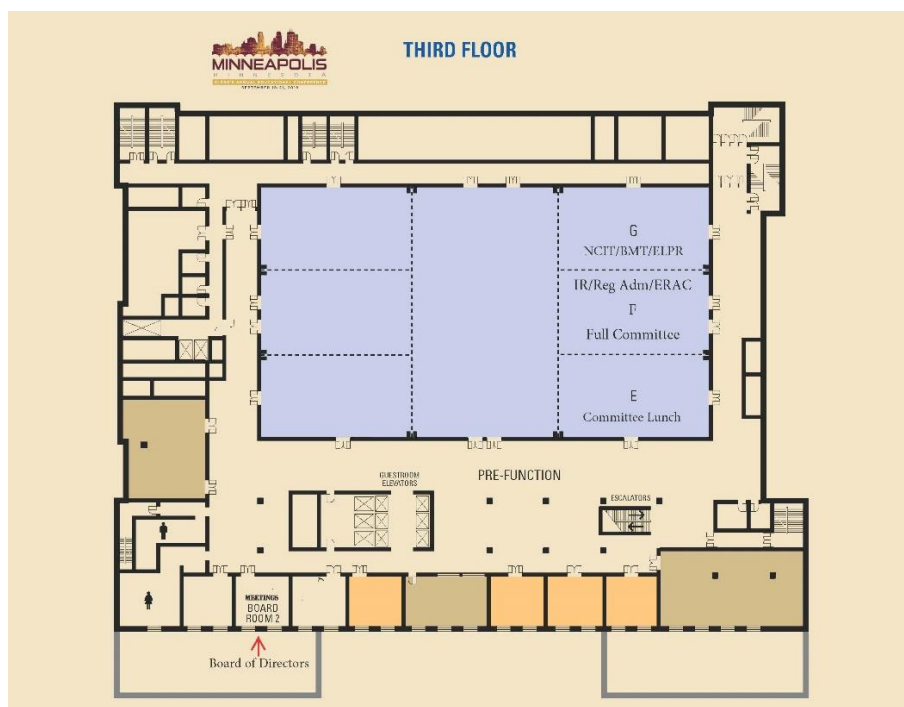 THIRD FLOOR
MINNEAPOLIS
MINNESOTA
G
NCIT/BMT/ELPR
IR/Reg Adm/ERAC
F
Full Committee
E
Committee Lunch
GUESTROOM
ELEVATORS
PRE-FUNCTION
ESCALATORS
MEETINGS
BOARD
ROOM 2
Board of Directors